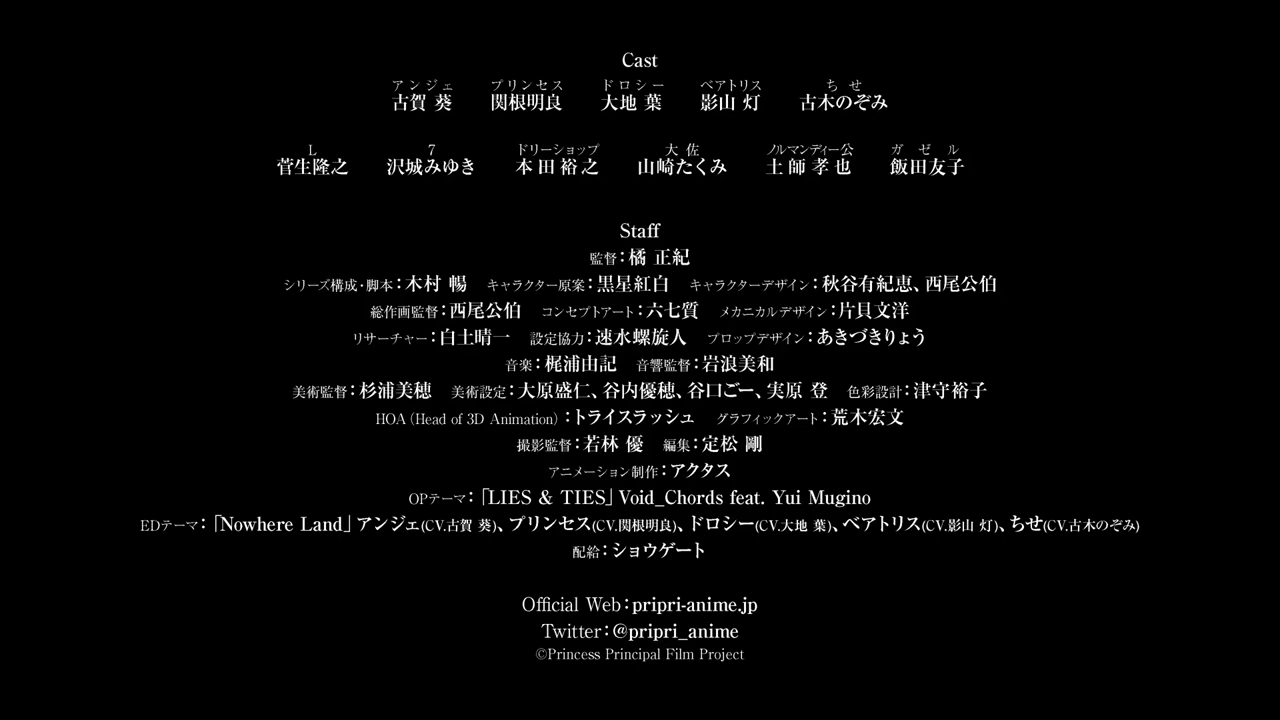 Cast
アンジェ プリンセス ドロシー ベアトリス ちせ
古賀 葵 関根明良 大地 葉 影山 灯 古木のぞみ
L 7 ドリーショップ 大佐 ノルマンディー公 ガゼル
菅生隆之 沢城みゆき 本田裕之 山崎たくみ 土師孝也 飯田友子
Staff
監督：橘 正紀
シリーズ構成・脚本：木村 暢 キャラクター原案：黒星紅白 キャラクターデザイン：秋谷有紀恵、西尾公伯
総作画監督：西尾公伯 コンセプトアート：六七質 メカニカルデザイン：片貝文洋
リサーチャー：白土晴一 設定協力：速水螺旋人 プロップデザイン：あきづきりょう
音楽：梶浦由記 音響監督：岩浪美和
美術監督：杉浦美穂 美術設定：大原盛仁、谷内優穂、谷口ごー、実原 登 色彩設計：津守裕子
HOA（Head of 3D Animation）：トライスラッシュ グラフィックアート：荒木宏文
撮影監督：若林 優 編集：定松 剛
アニメーション制作：アクタス
OPテーマ：「LIES & TIES」Void_Chords feat. Yui Mugino
EDテーマ：「Nowhere Land」アンジェ(CV.古賀 葵)、プリンセス(CV.関根明良)、ドロシー(CV.大地 葉)、ベアトリス(CV.影山 灯)、ちせ(CV.古木のぞみ)
配給：ショウゲート
Official Web：pripri-anime.jp
Twitter：@pripri_anime
©Princess Principal Film Project